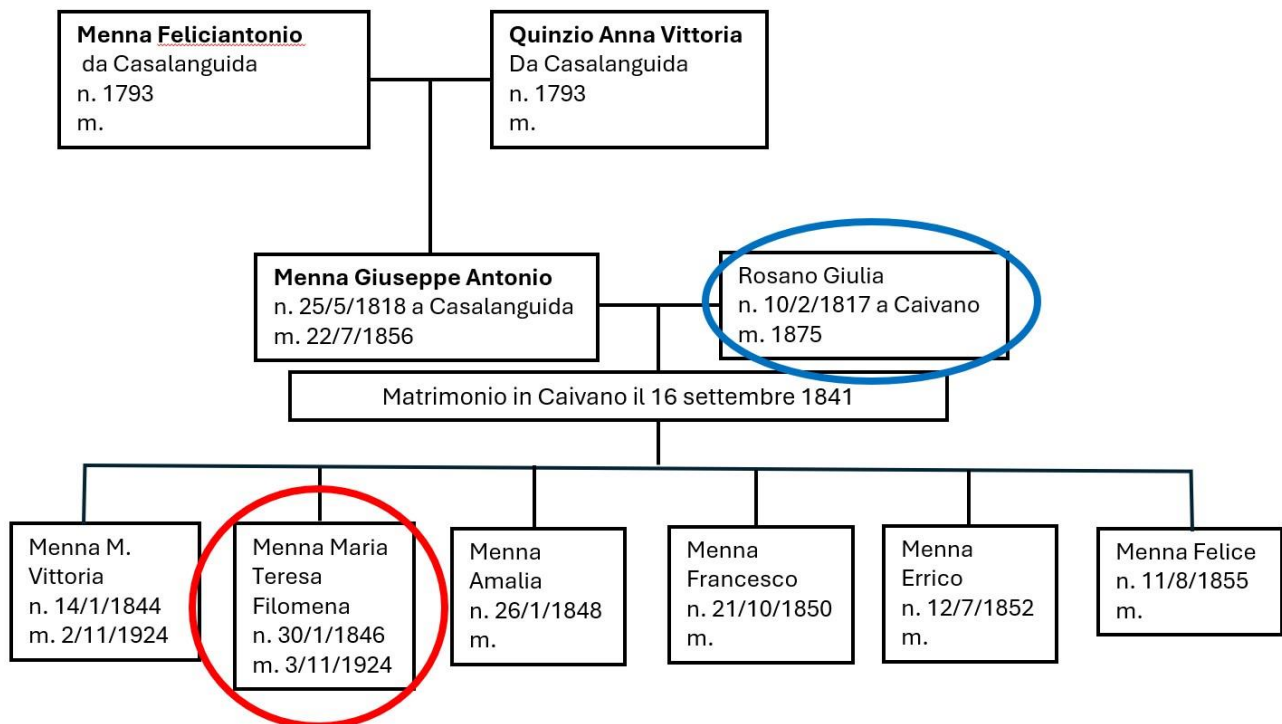 Menna Feliciantonio
da Casalanguida
n. 1793
m.
Quinzio Anna Vittoria
Da Casalanguida
n. 1793
m.
Menna Giuseppe Antonio
n. 25/5/1818 a Casalanguida
m. 22/7/1856
Rosano Giulia
n. 10/2/1817 a Caivano
m. 1875
Matrimonio in Caivano il 16 settembre 1841
Menna M.
Vittoria
n. 14/1/1844
m. 2/11/1924
Menna Maria
Teresa
Filomena
n. 30/1/1846
m. 3/11/1924
Menna
Amalia
n. 26/1/1848
m.
Menna
Francesco
n. 21/10/1850
m.
Menna
Errico
n. 12/7/1852
m.
Menna Felice
n. 11/8/1855
m.